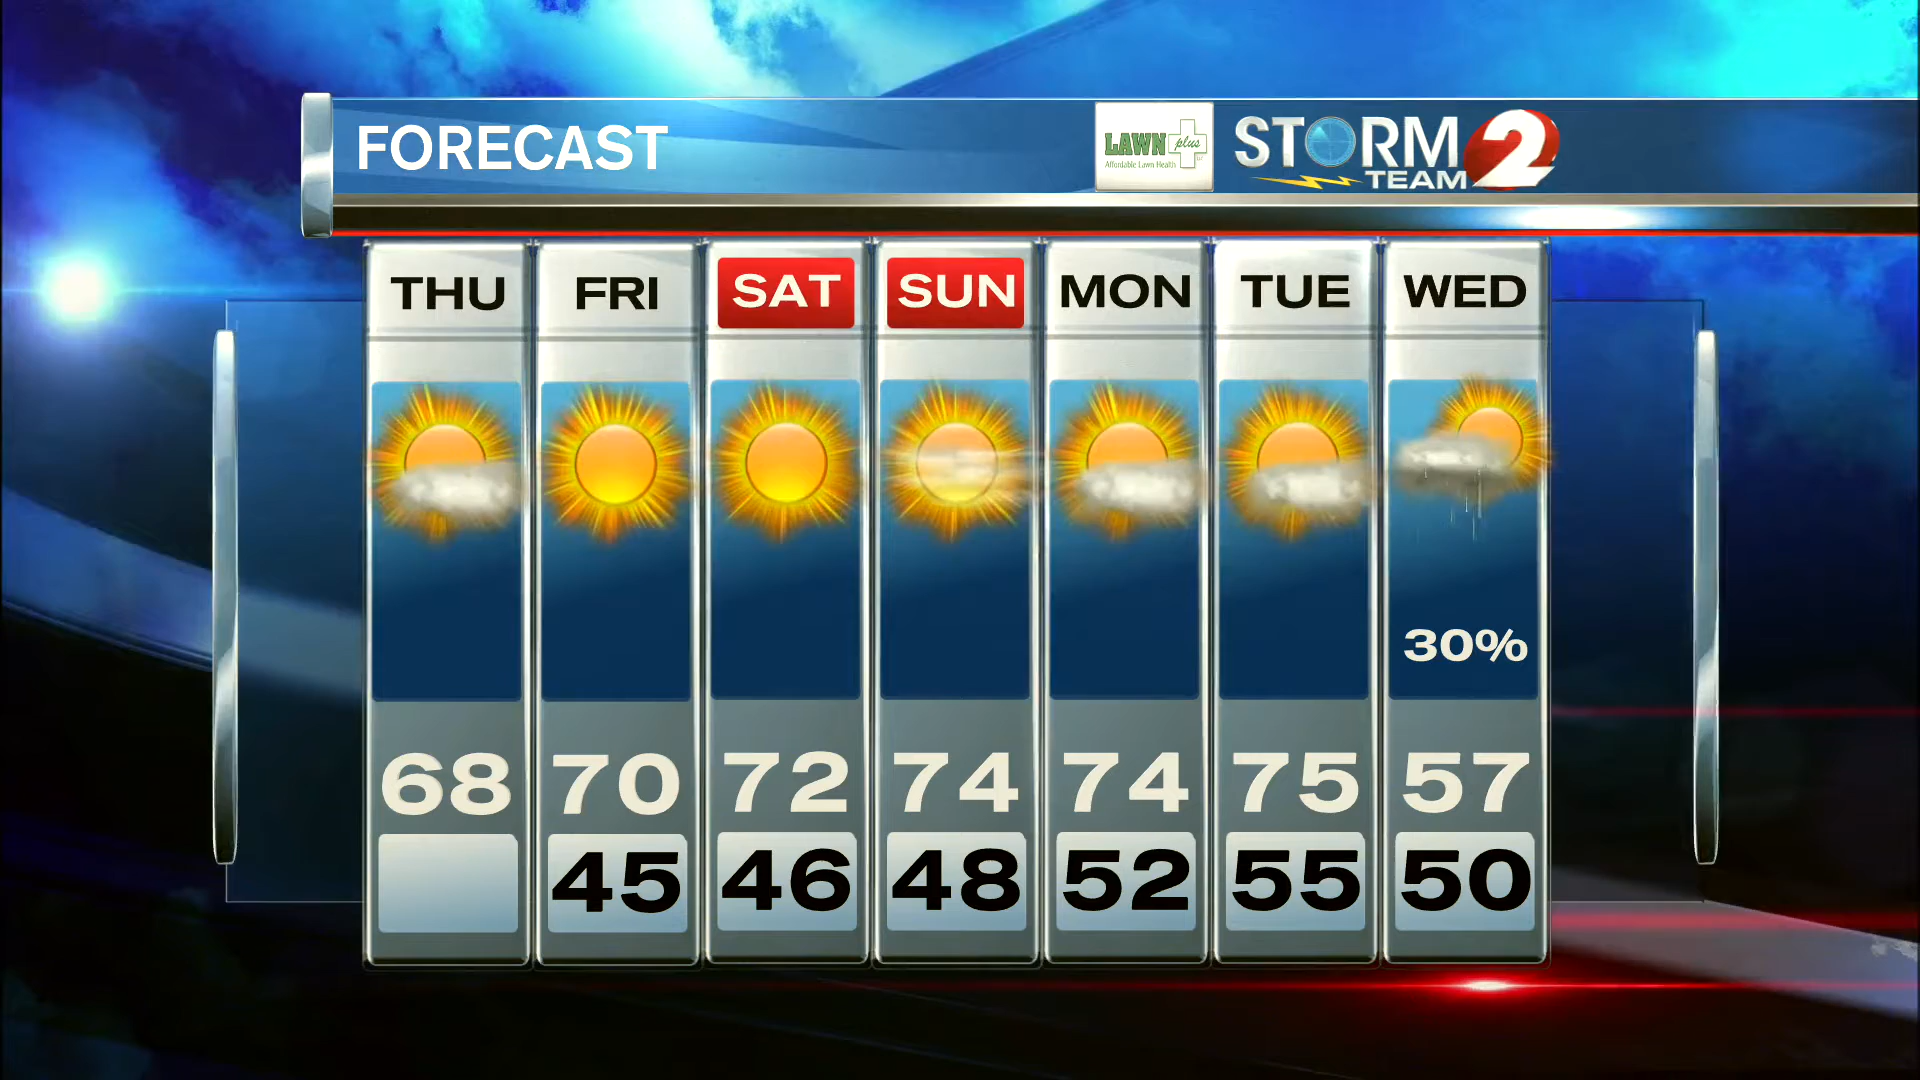 FORECAST
LAWN plus
Affordable Lawn Health
STORM
TEAM 2
THU FRI SAT SUN MON TUE WED
30%
68 70 72 74 74 75 57
45 46 48 52 55 50